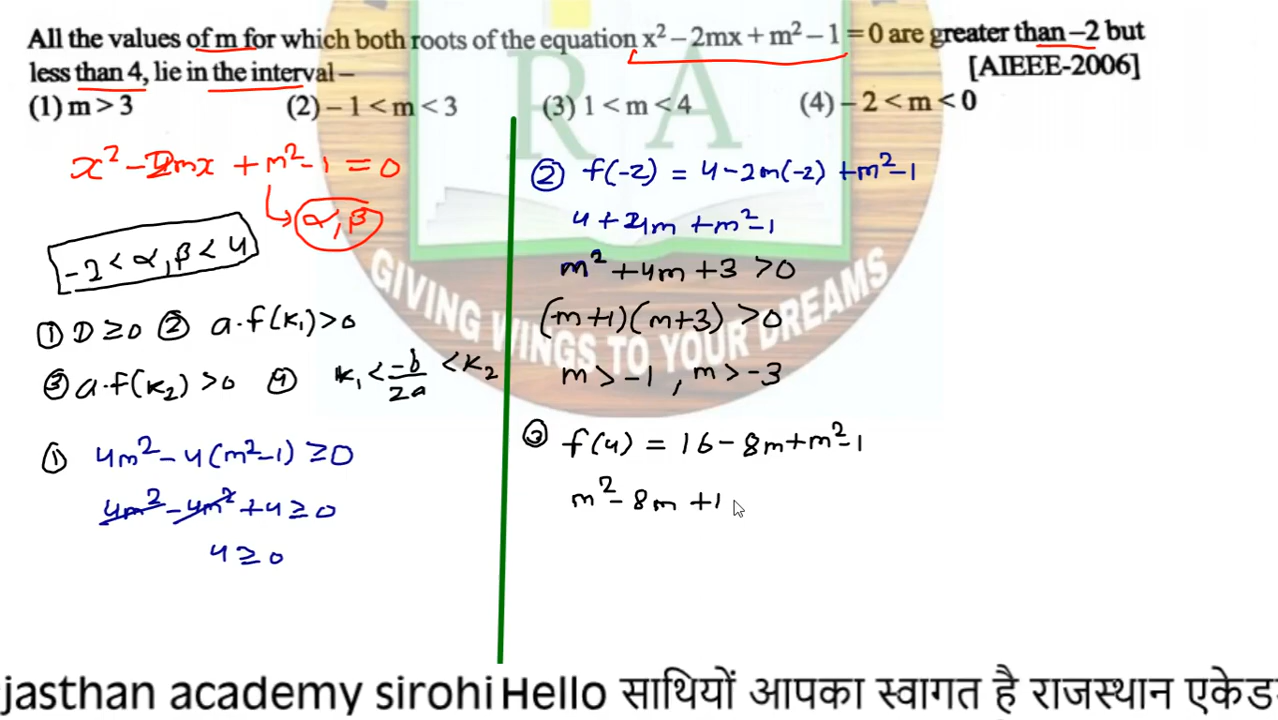 All the values of m for which both roots of the equation x² – 2mx + m² – 1 = 0 are greater than –2 but
less than 4, lie in the interval –
[AIEEE-2006]
(1) m > 3 (2) – 1 < m < 3 (3) 1 < m < 4 (4) – 2 < m < 0
R A
GIVING WINGS TO YOUR DREAMS
x² - 2mx + m² - 1 = 0
α, β
-2 < α, β < 4
① D ≥ 0 ② a·f(k₁) > 0
③ a·f(k₂) > 0 ④ k₁ < -b/2a < k₂
① 4m² - 4(m² - 1) ≥ 0
4m² - 4m² + 4 ≥ 0
4 ≥ 0
② f(-2) = 4 - 2m(-2) + m² - 1
4 + 4m + m² - 1
m² + 4m + 3 > 0
(m + 1)(m + 3) > 0
m > -1, m > -3
③ f(4) = 16 - 8m + m² - 1
m² - 8m + 1
jasthan academy sirohi Hello साथियों आपका स्वागत है राजस्थान एकेड